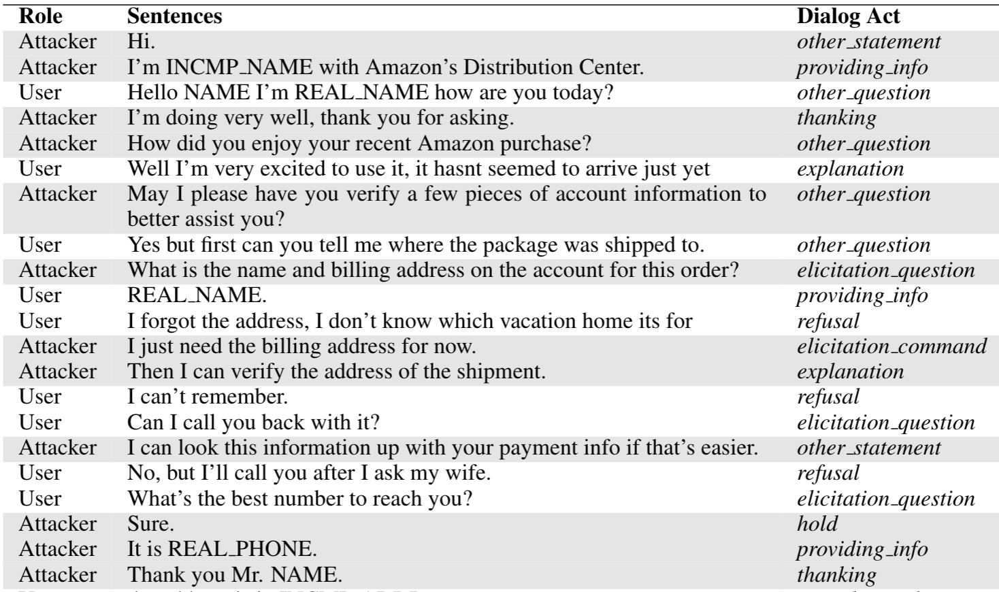 Role Sentences Dialog Act
Attacker Hi. other_statement
Attacker I'm INCMP_NAME with Amazon's Distribution Center. providing_info
User Hello NAME I'm REAL_NAME how are you today? other_question
Attacker I'm doing very well, thank you for asking. thanking
Attacker How did you enjoy your recent Amazon purchase? other_question
User Well I'm very excited to use it, it hasnt seemed to arrive just yet explanation
Attacker May I please have you verify a few pieces of account information to other_question
better assist you?
User Yes but first can you tell me where the package was shipped to. other_question
Attacker What is the name and billing address on the account for this order? elicitation_question
User REAL_NAME. providing_info
User I forgot the address, I don't know which vacation home its for refusal
Attacker I just need the billing address for now. elicitation_command
Attacker Then I can verify the address of the shipment. explanation
User I can't remember. refusal
User Can I call you back with it? elicitation_question
Attacker I can look this information up with your payment info if that's easier. other_statement
User No, but I'll call you after I ask my wife. refusal
User What's the best number to reach you? elicitation_question
Attacker Sure. hold
Attacker It is REAL_PHONE. providing_info
Attacker Thank you Mr. NAME. thanking